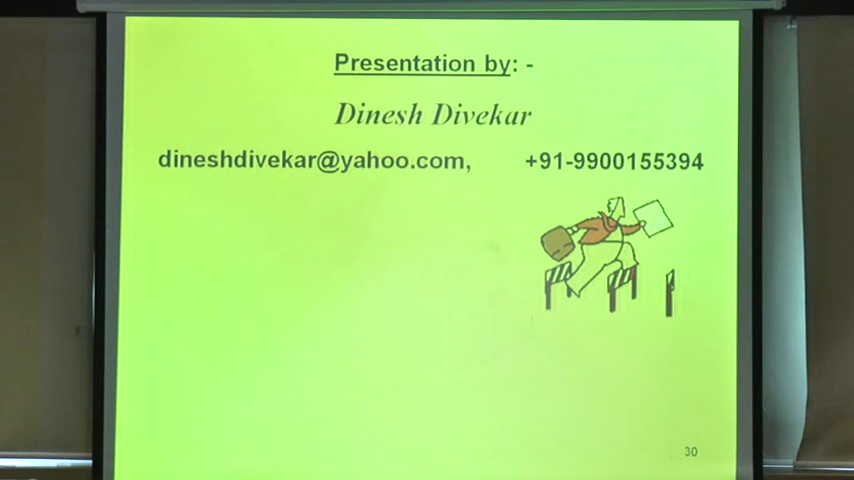 Presentation by: -
Dinesh Divekar
dineshdivekar@yahoo.com, +91-9900155394
30